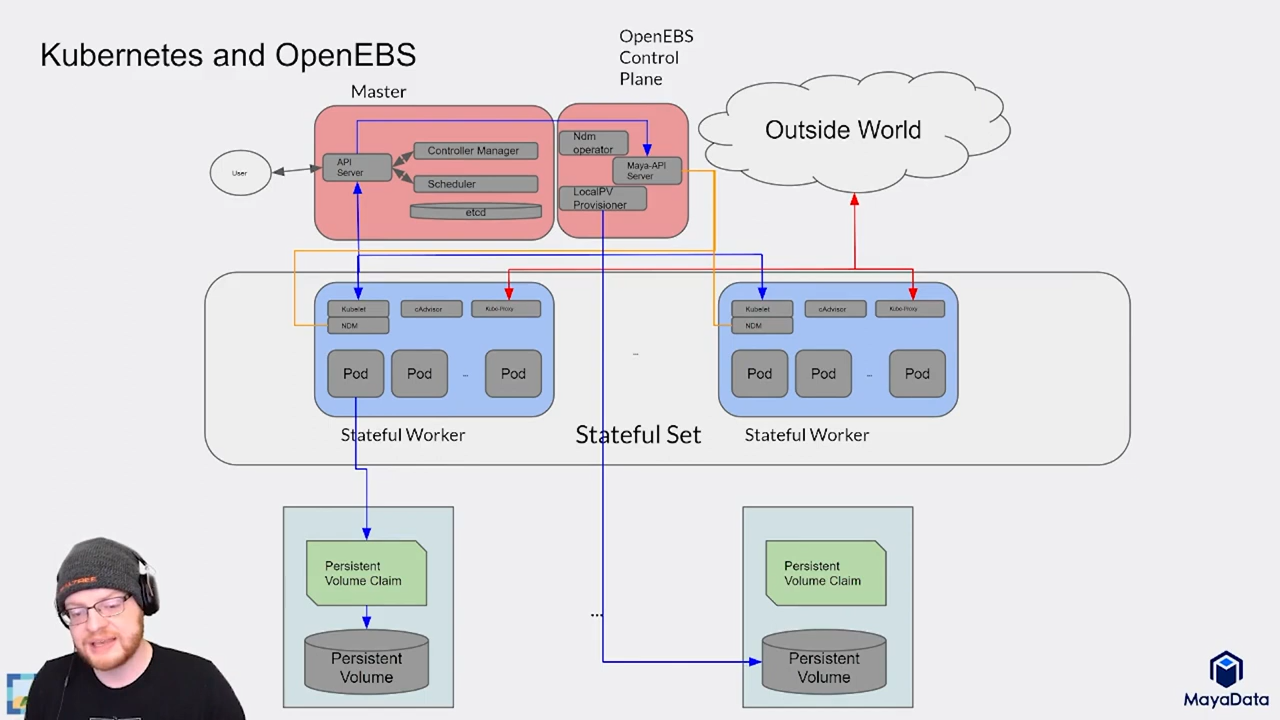 Kubernetes and OpenEBS
OpenEBS
Control
Plane
Master
Outside World
User
API
Server
Controller Manager
Scheduler
etcd
Ndm
operator
Maya-API
Server
LocalPV
Provisioner
Kubelet
cAdvisor
Kube-Proxy
NDM
Pod
Pod
...
Pod
Stateful Worker
...
Stateful Set
Kubelet
cAdvisor
Kube-Proxy
NDM
Pod
Pod
...
Pod
Stateful Worker
Persistent
Volume Claim
Persistent
Volume
...
Persistent
Volume Claim
Persistent
Volume
MayaData